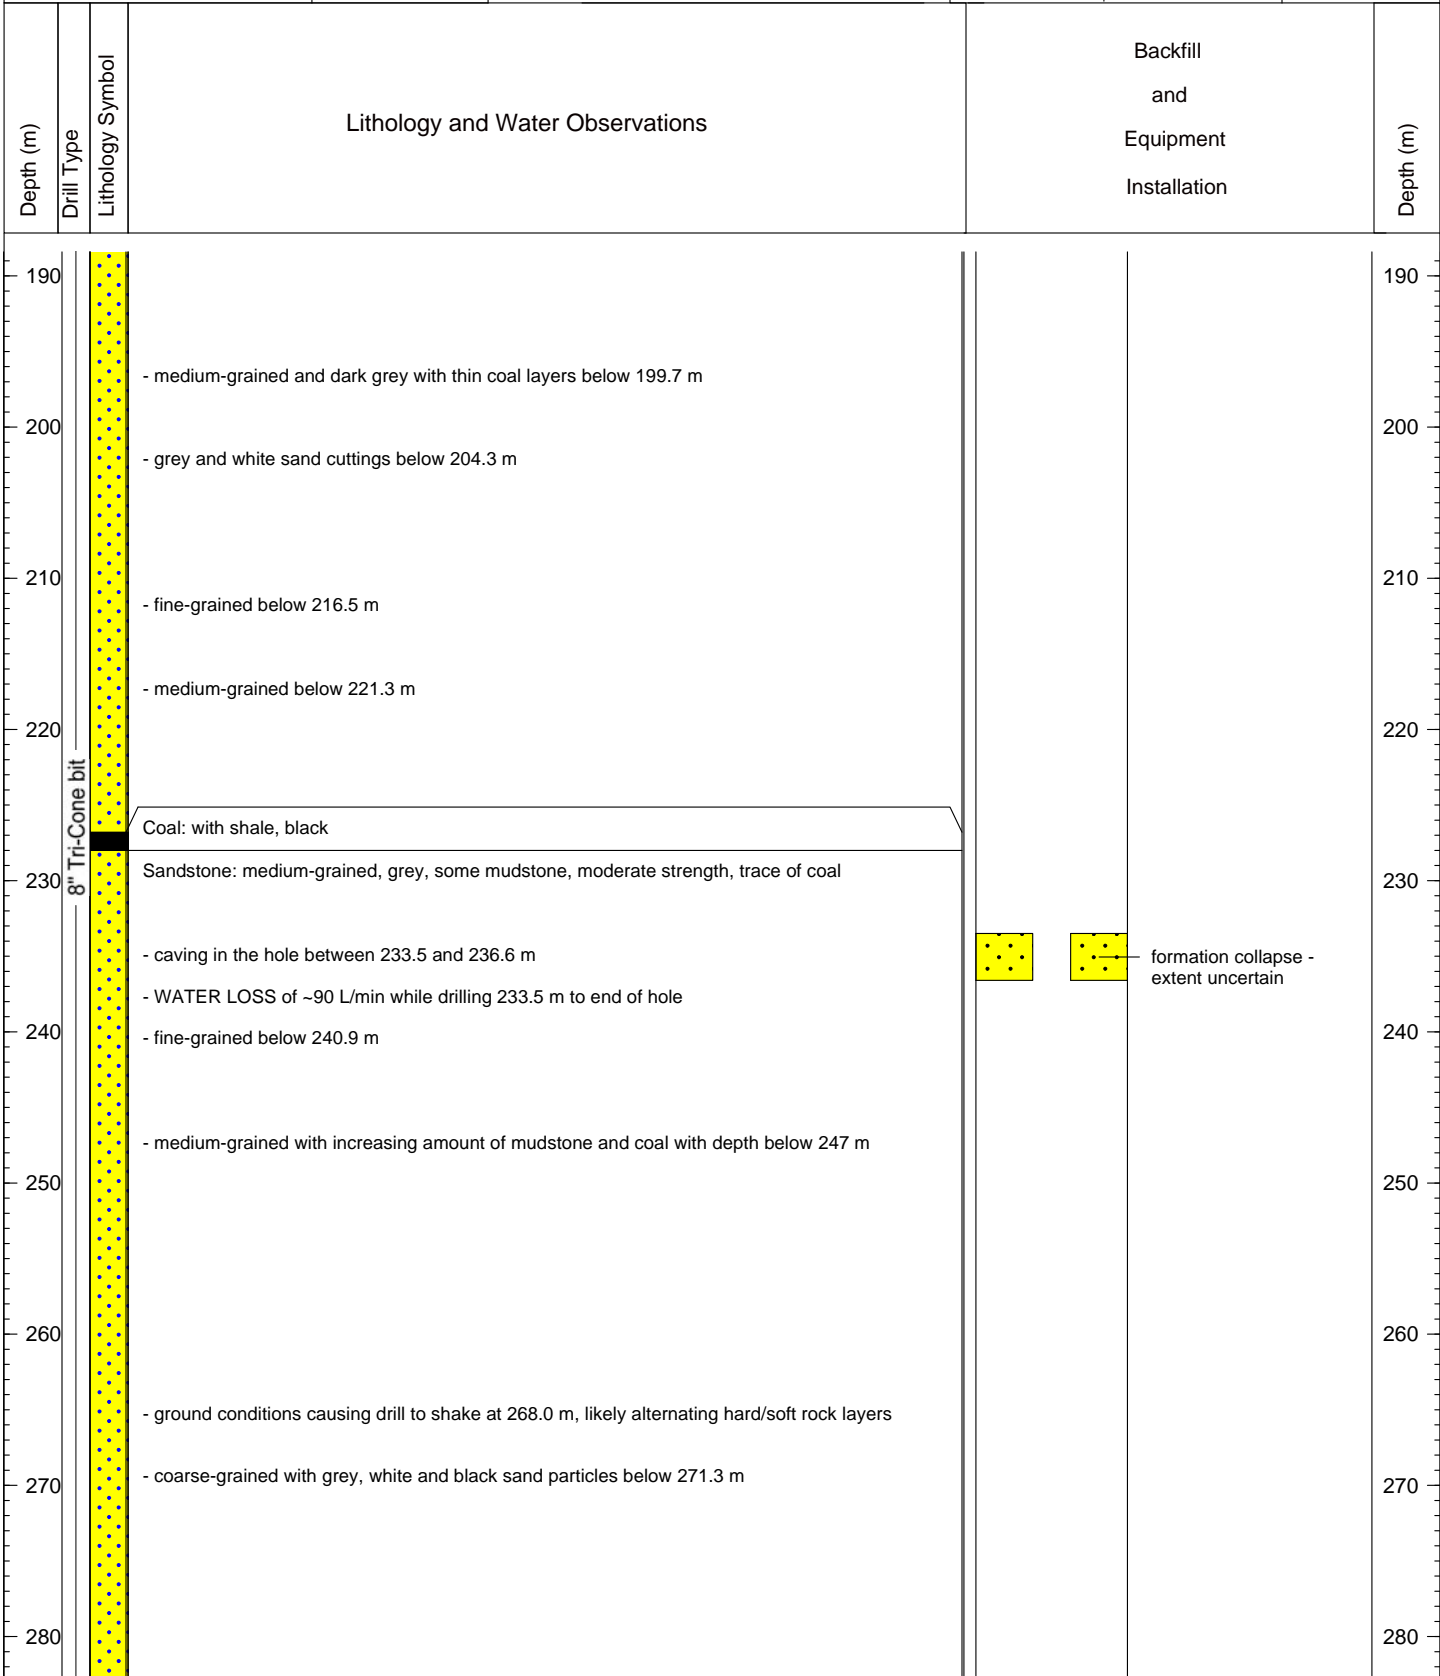 Depth (m)
Drill Type
Lithology Symbol
Lithology and Water Observations
Backfill
and
Equipment
Installation
Depth (m)
190
- medium-grained and dark grey with thin coal layers below 199.7 m
200
- grey and white sand cuttings below 204.3 m
210
- fine-grained below 216.5 m
- medium-grained below 221.3 m
220
8" Tri-Cone bit
Coal: with shale, black
Sandstone: medium-grained, grey, some mudstone, moderate strength, trace of coal
230
- caving in the hole between 233.5 and 236.6 m
- WATER LOSS of ~90 L/min while drilling 233.5 m to end of hole
- fine-grained below 240.9 m
240
- medium-grained with increasing amount of mudstone and coal with depth below 247 m
250
260
- ground conditions causing drill to shake at 268.0 m, likely alternating hard/soft rock layers
- coarse-grained with grey, white and black sand particles below 271.3 m
270
280
formation collapse -
extent uncertain
190
200
210
220
230
240
250
260
270
280